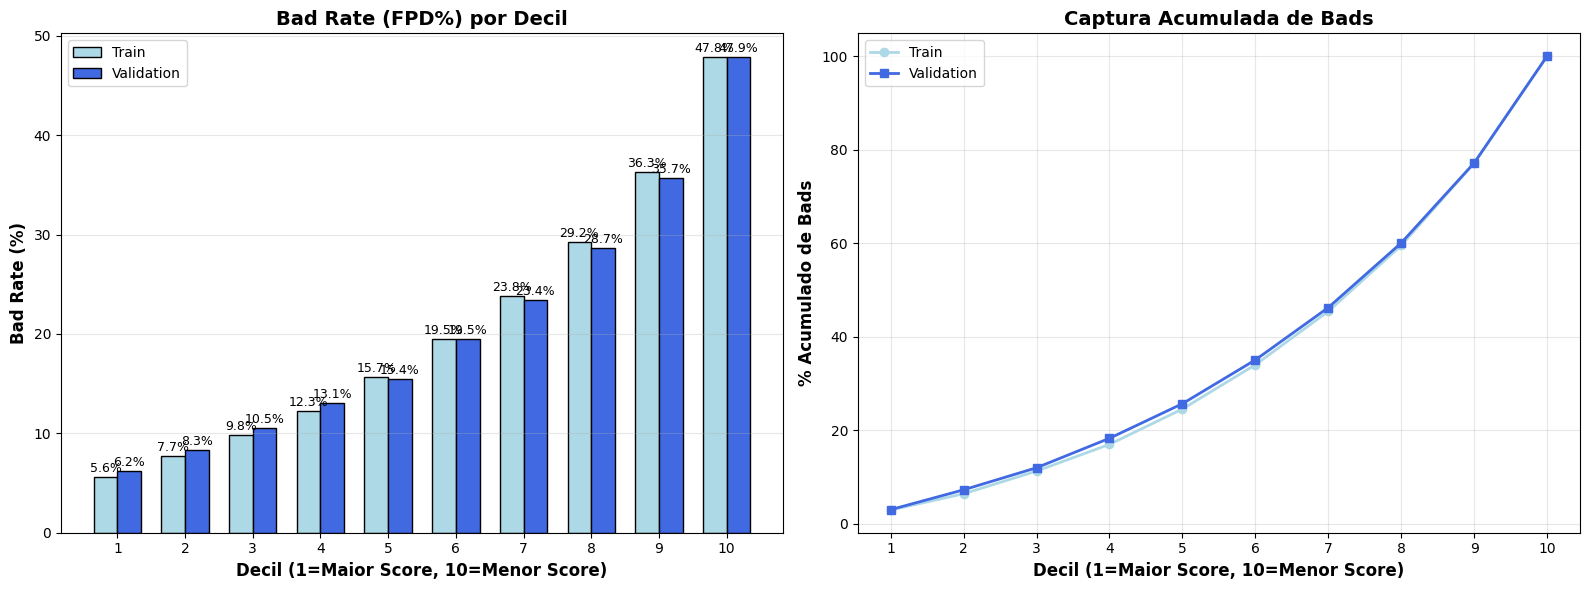 Bad Rate (FPD%) por Decil
Train
Validation
Bad Rate (%)
50
40
30
20
10
0
5.6%
6.2%
7.7%
8.3%
9.8%
10.5%
12.3%
13.1%
15.7%
15.4%
19.5%
19.5%
23.8%
23.4%
29.2%
28.7%
36.3%
35.7%
47.8%
47.9%
1 2 3 4 5 6 7 8 9 10
Decil (1=Maior Score, 10=Menor Score)
Captura Acumulada de Bads
Train
Validation
% Acumulado de Bads
100
80
60
40
20
0
1 2 3 4 5 6 7 8 9 10
Decil (1=Maior Score, 10=Menor Score)